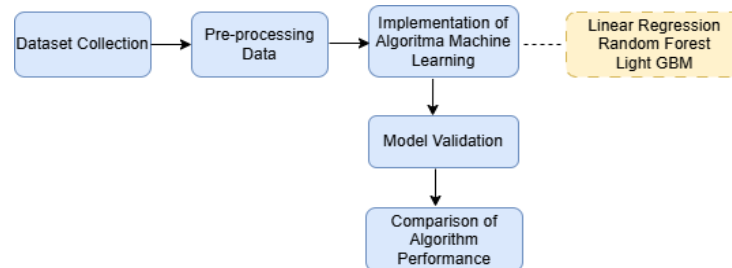 Dataset Collection
Pre-processing
Data
Implementation of
Algoritma Machine
Learning
Linear Regression
Random Forest
Light GBM
Model Validation
Comparison of
Algorithm
Performance